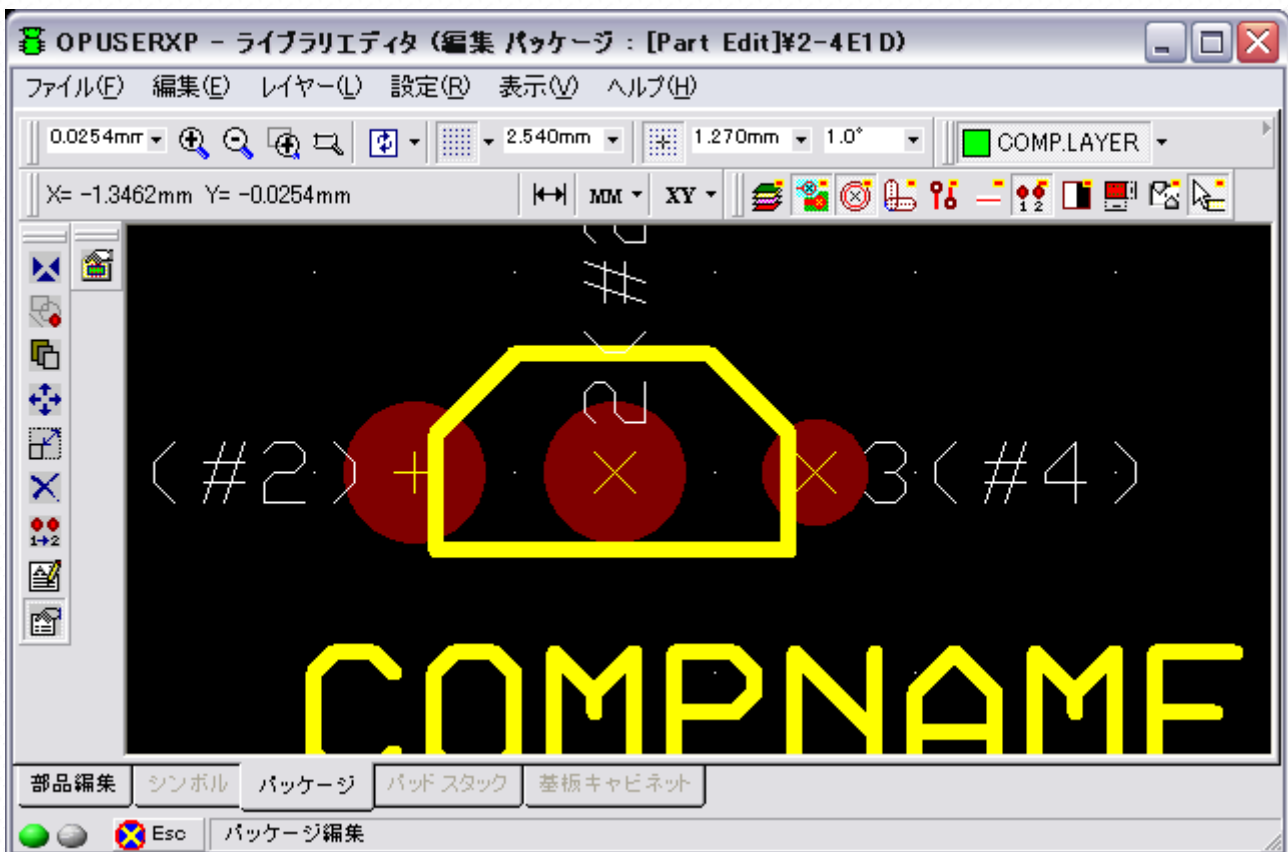 OPUSERXP - ライブラリエディタ (編集 パッケージ : [Part Edit]¥2-4E1D)
ファイル(F) 編集(E) レイヤー(L) 設定(R) 表示(V) ヘルプ(H)
0.0254mm 2.540mm 1.270mm 1.0° COMP.LAYER
X= -1.3462mm Y= -0.0254mm MM XY
2(#
(#2) 3(#4)
COMPNAME
部品編集 シンボル パッケージ パッド スタック 基板キャビネット
Esc パッケージ編集